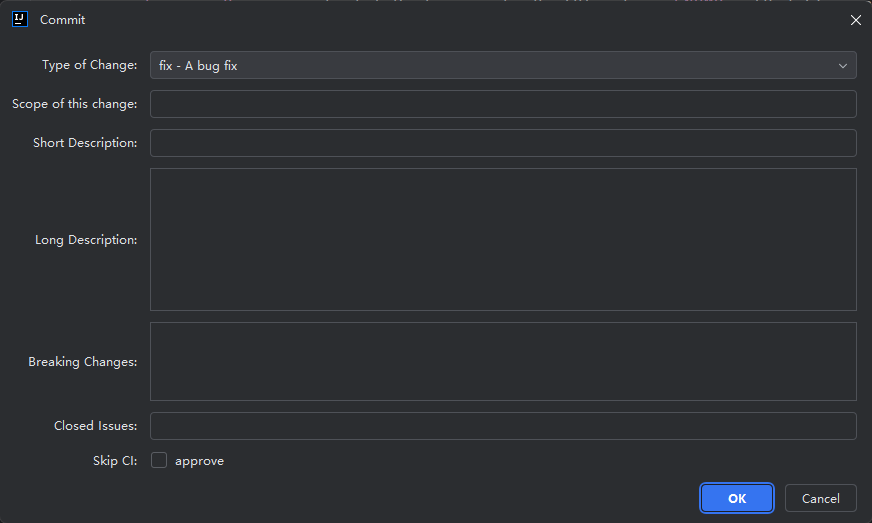 IJ
Commit
Type of Change: fix - A bug fix
Scope of this change:
Short Description:
Long Description:
Breaking Changes:
Closed Issues:
Skip CI: approve
OK Cancel